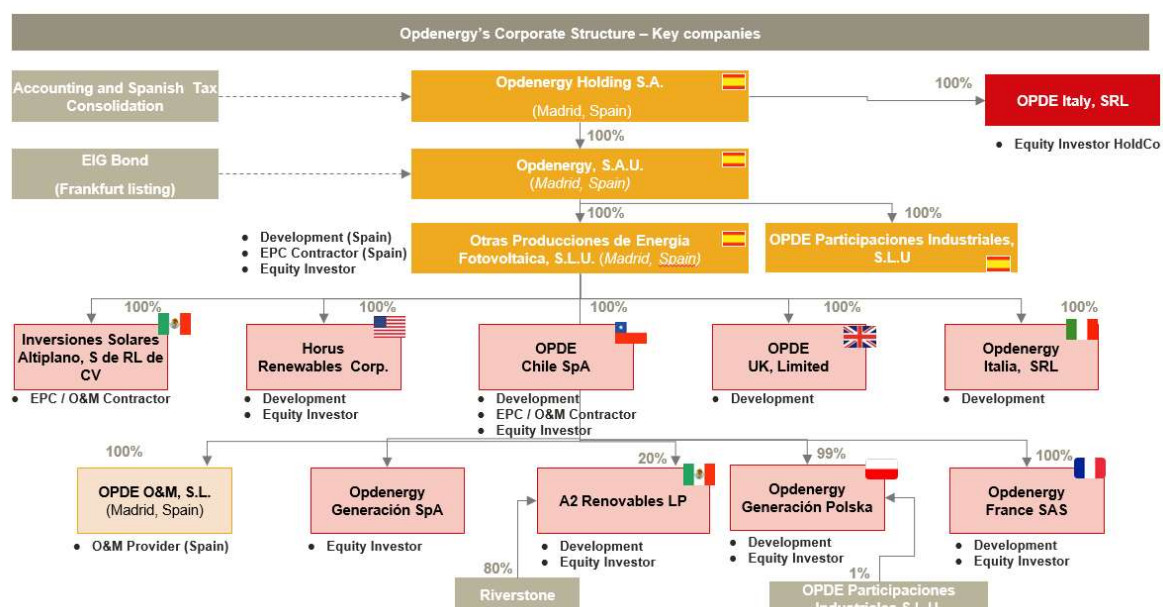 Opdenergy's Corporate Structure – Key companies
Accounting and Spanish Tax
Consolidation
Opdenergy Holding S.A.
(Madrid, Spain)
100%
OPDE Italy, SRL
Equity Investor HoldCo
100%
EIG Bond
(Frankfurt listing)
Opdenergy, S.A.U.
(Madrid, Spain)
100%
100%
Development (Spain)
EPC Contractor (Spain)
Equity Investor
Otras Producciones de Energia
Fotovoltaica, S.L.U. (Madrid, Spain)
OPDE Participaciones Industriales,
S.L.U
100%
100%
100%
100%
100%
Inversiones Solares
Altiplano, S de RL de
CV
Horus
Renewables Corp.
OPDE
Chile SpA
OPDE
UK, Limited
Opdenergy
Italia, SRL
EPC / O&M Contractor
Development
Equity Investor
Development
EPC / O&M Contractor
Equity Investor
Development
Development
100%
20%
99%
100%
OPDE O&M, S.L.
(Madrid, Spain)
Opdenergy
Generación SpA
A2 Renovables LP
Opdenergy
Generación Polska
Opdenergy
France SAS
O&M Provider (Spain)
Equity Investor
Development
Equity Investor
Development
Equity Investor
Development
Equity Investor
80%
1%
Riverstone
OPDE Participaciones
Industriales S.L.U